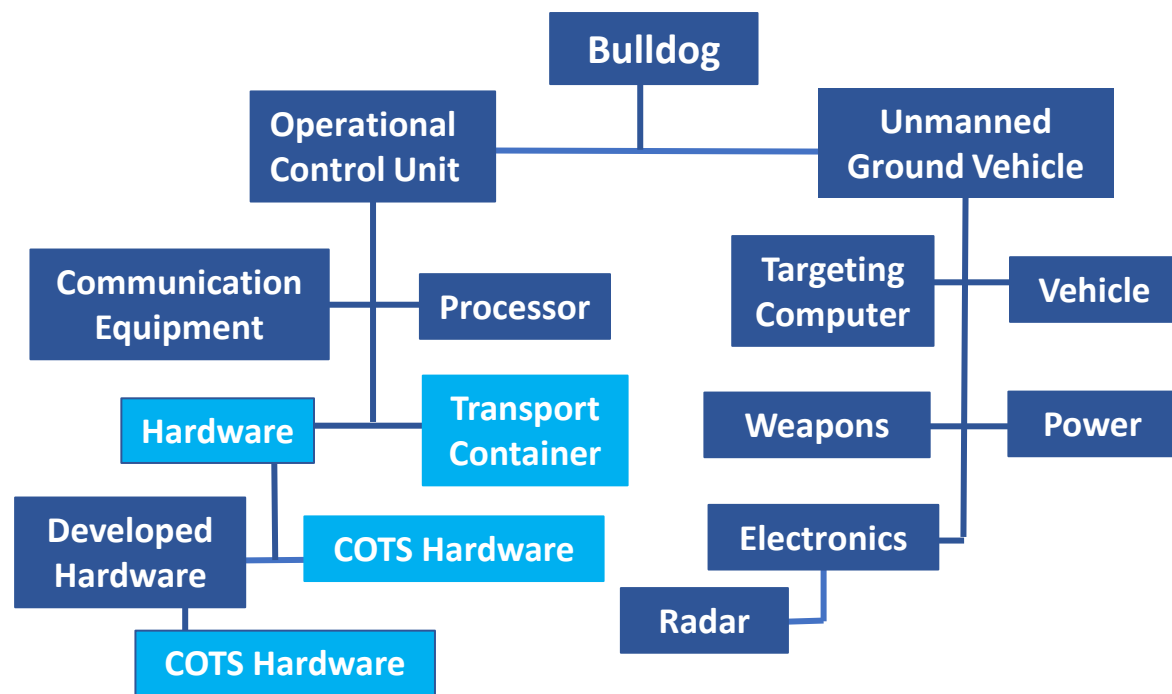 Bulldog
Operational
Control Unit
Unmanned
Ground Vehicle
Communication
Equipment
Processor
Targeting
Computer
Vehicle
Hardware
Transport
Container
Weapons
Power
Developed
Hardware
COTS Hardware
Electronics
Radar
COTS Hardware